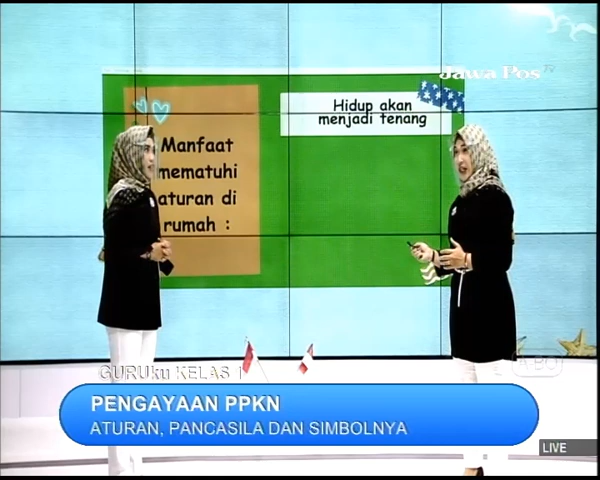 Jawa Pos TV
Hidup akan
menjadi tenang
Manfaat
mematuhi
aturan di
rumah :
GURUku KELAS 1
PENGAYAAN PPKN
ATURAN, PANCASILA DAN SIMBOLNYA
LIVE